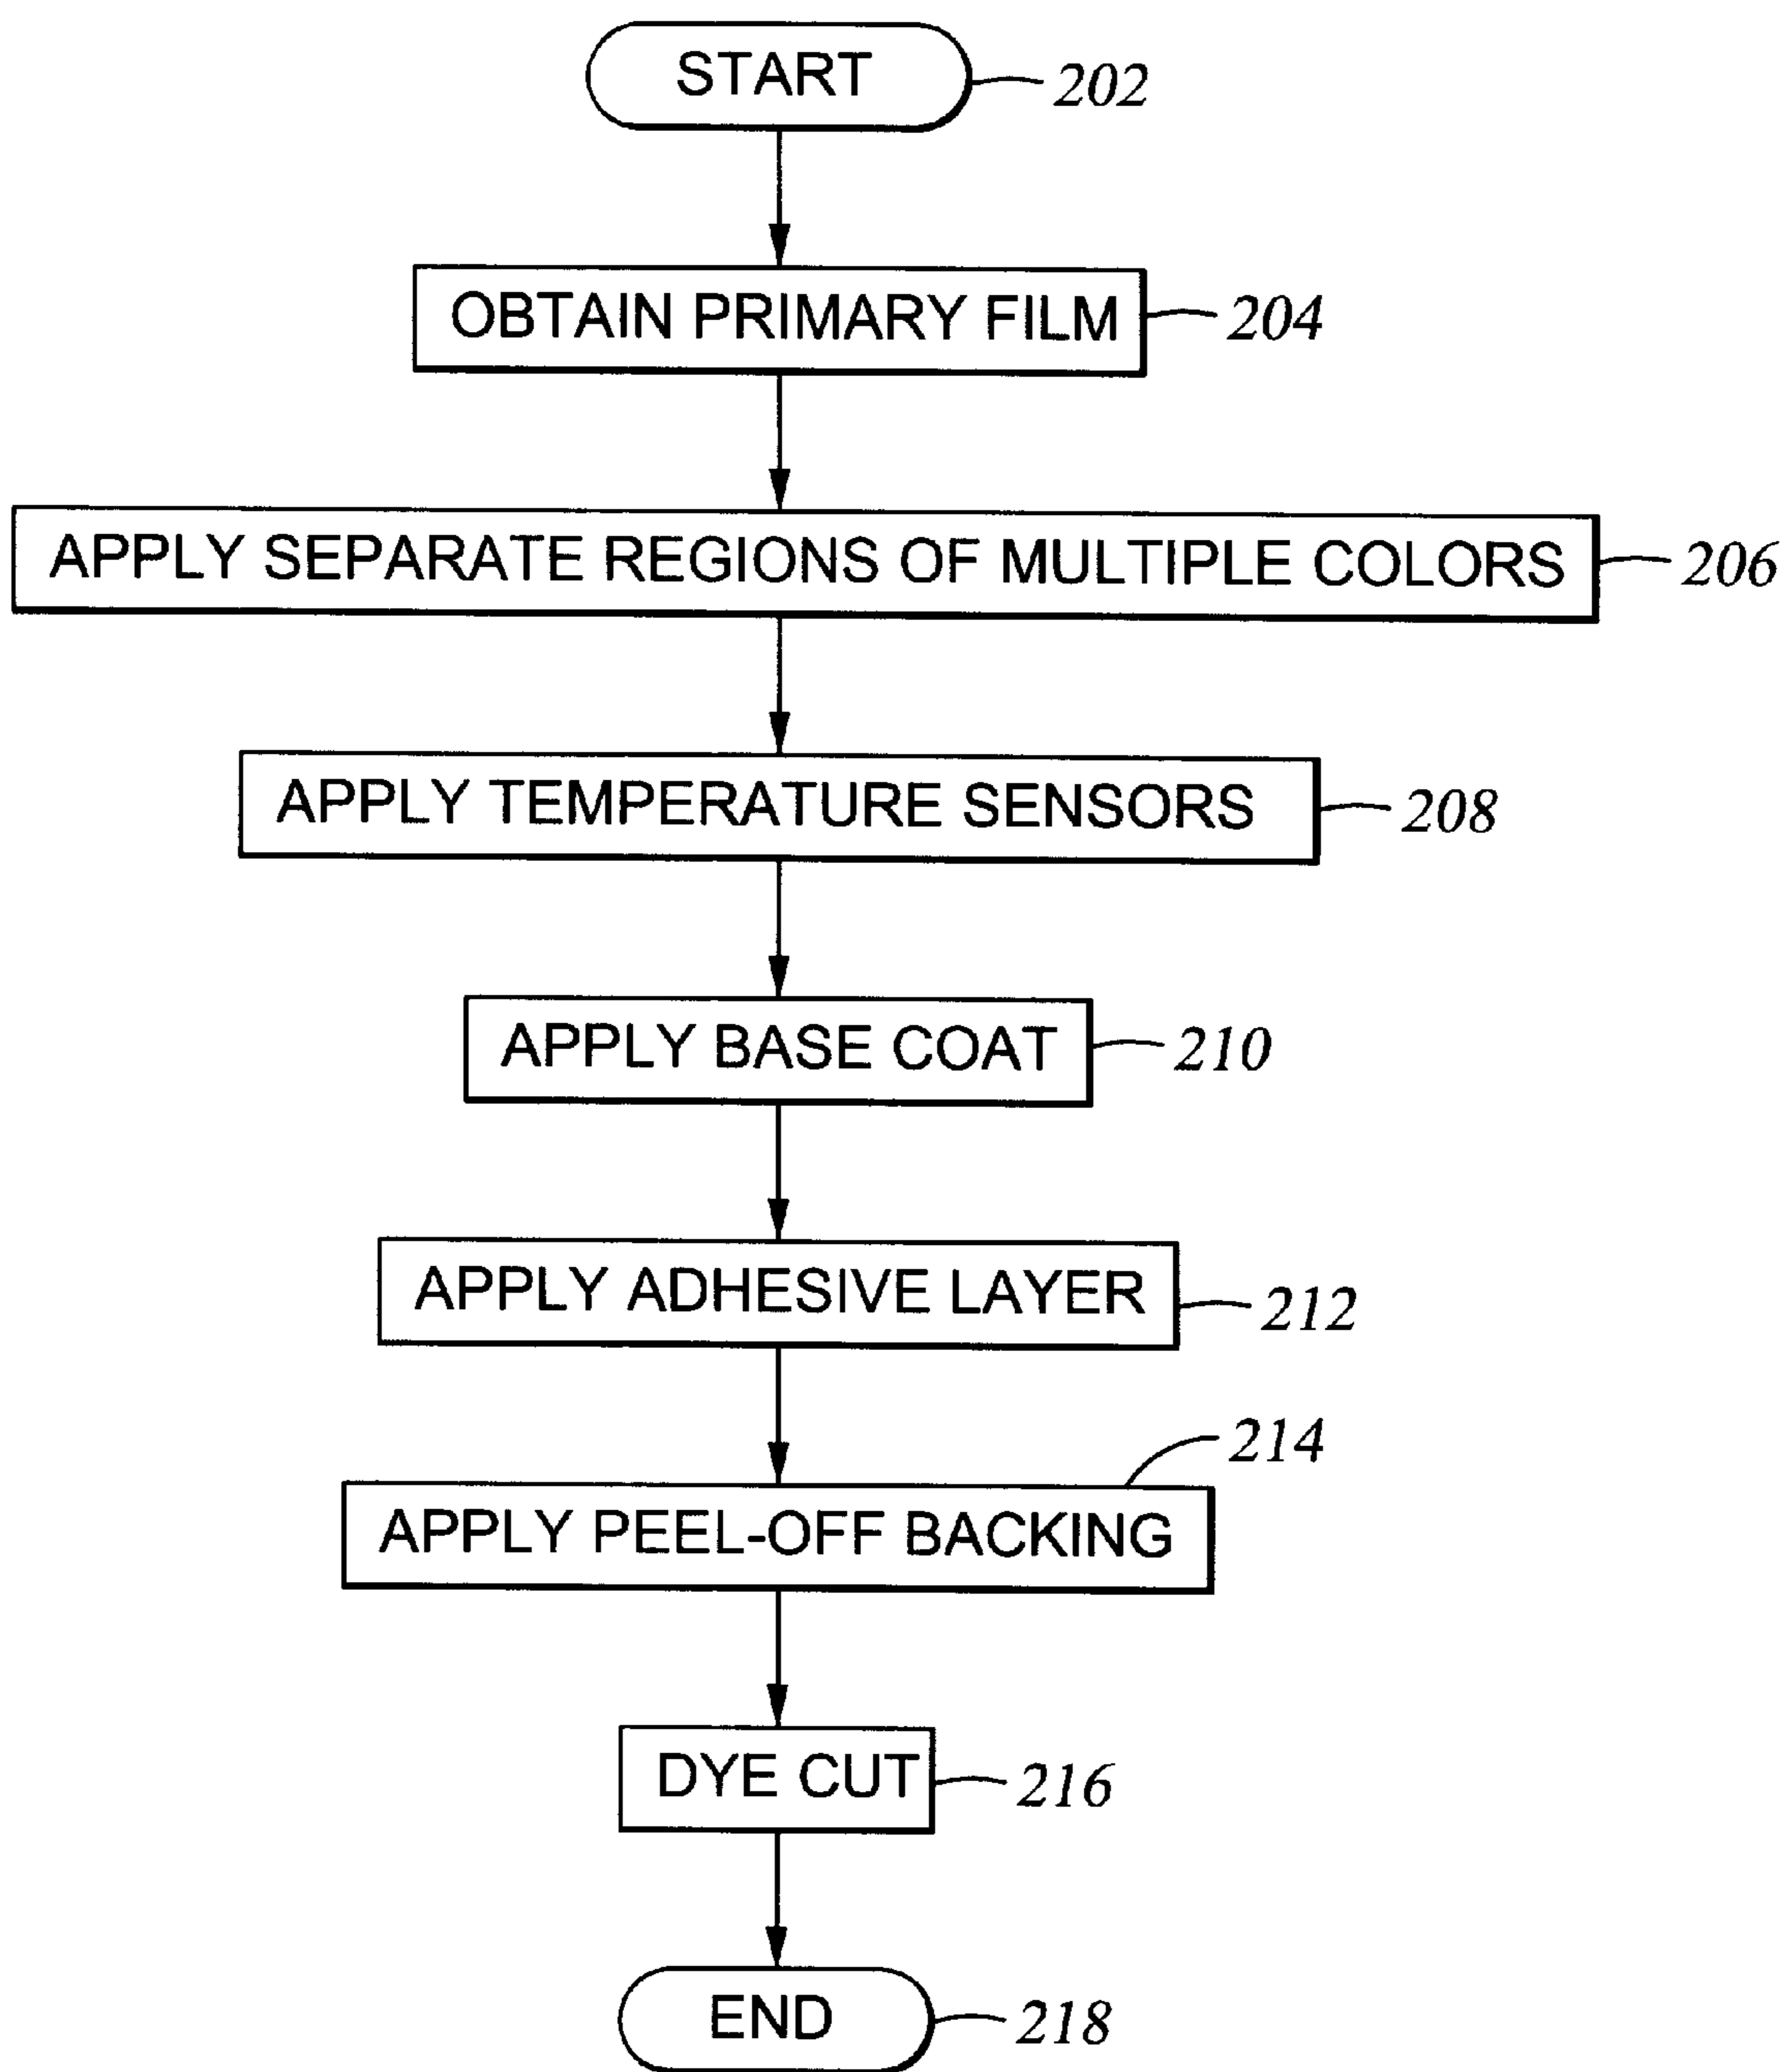 START 202
OBTAIN PRIMARY FILM 204
APPLY SEPARATE REGIONS OF MULTIPLE COLORS 206
APPLY TEMPERATURE SENSORS 208
APPLY BASE COAT 210
APPLY ADHESIVE LAYER 212
214
APPLY PEEL-OFF BACKING
DYE CUT 216
END 218